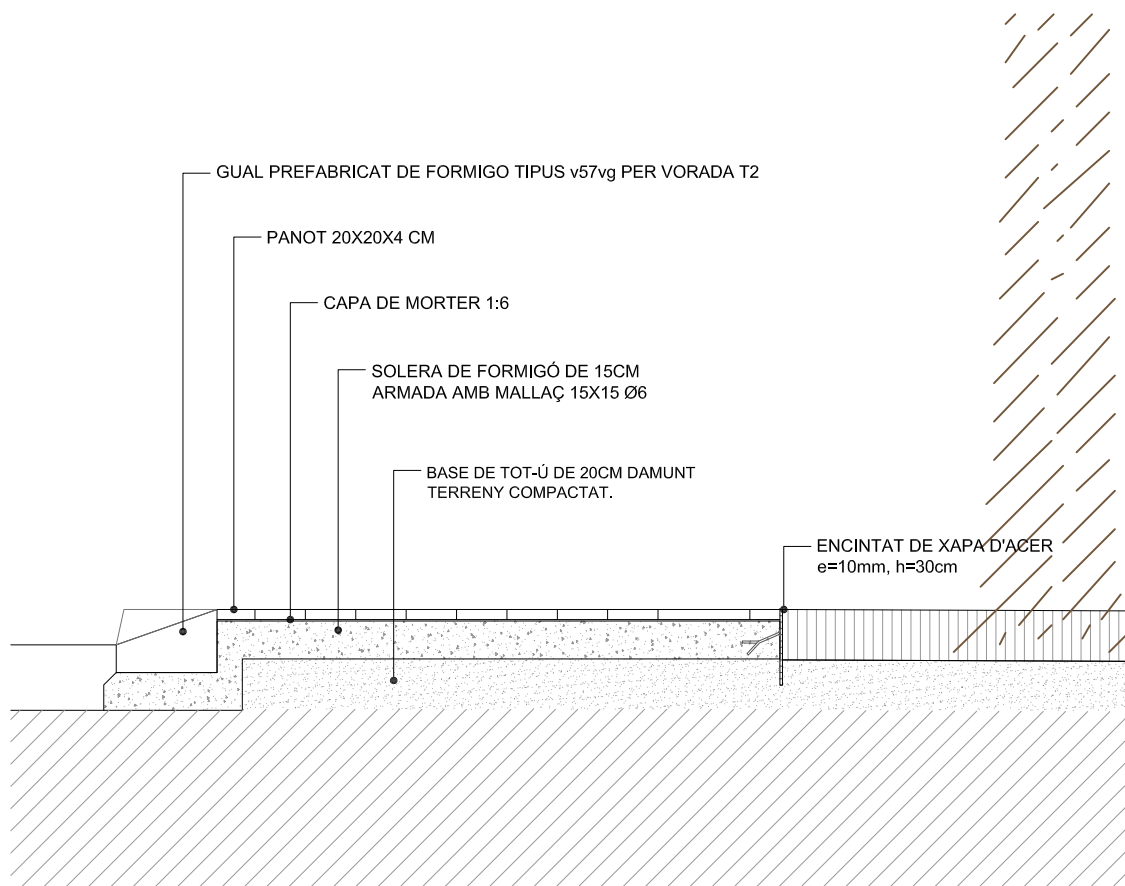 GUAL PREFABRICAT DE FORMIGO TIPUS v57vg PER VORADA T2
PANOT 20X20X4 CM
CAPA DE MORTER 1:6
SOLERA DE FORMIGÓ DE 15CM
ARMADA AMB MALLAÇ 15X15 Ø6
BASE DE TOT-Ú DE 20CM DAMUNT
TERRENY COMPACTAT.
ENCINTAT DE XAPA D'ACER
e=10mm, h=30cm